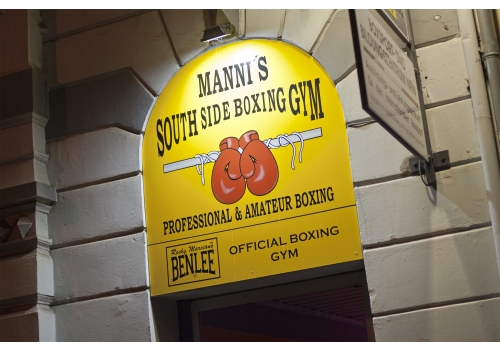 MANNI´S
SOUTH SIDE BOXING GYM
PROFESSIONAL & AMATEUR BOXING
Rocky Marciano
BENLEE
OFFICIAL BOXING
GYM